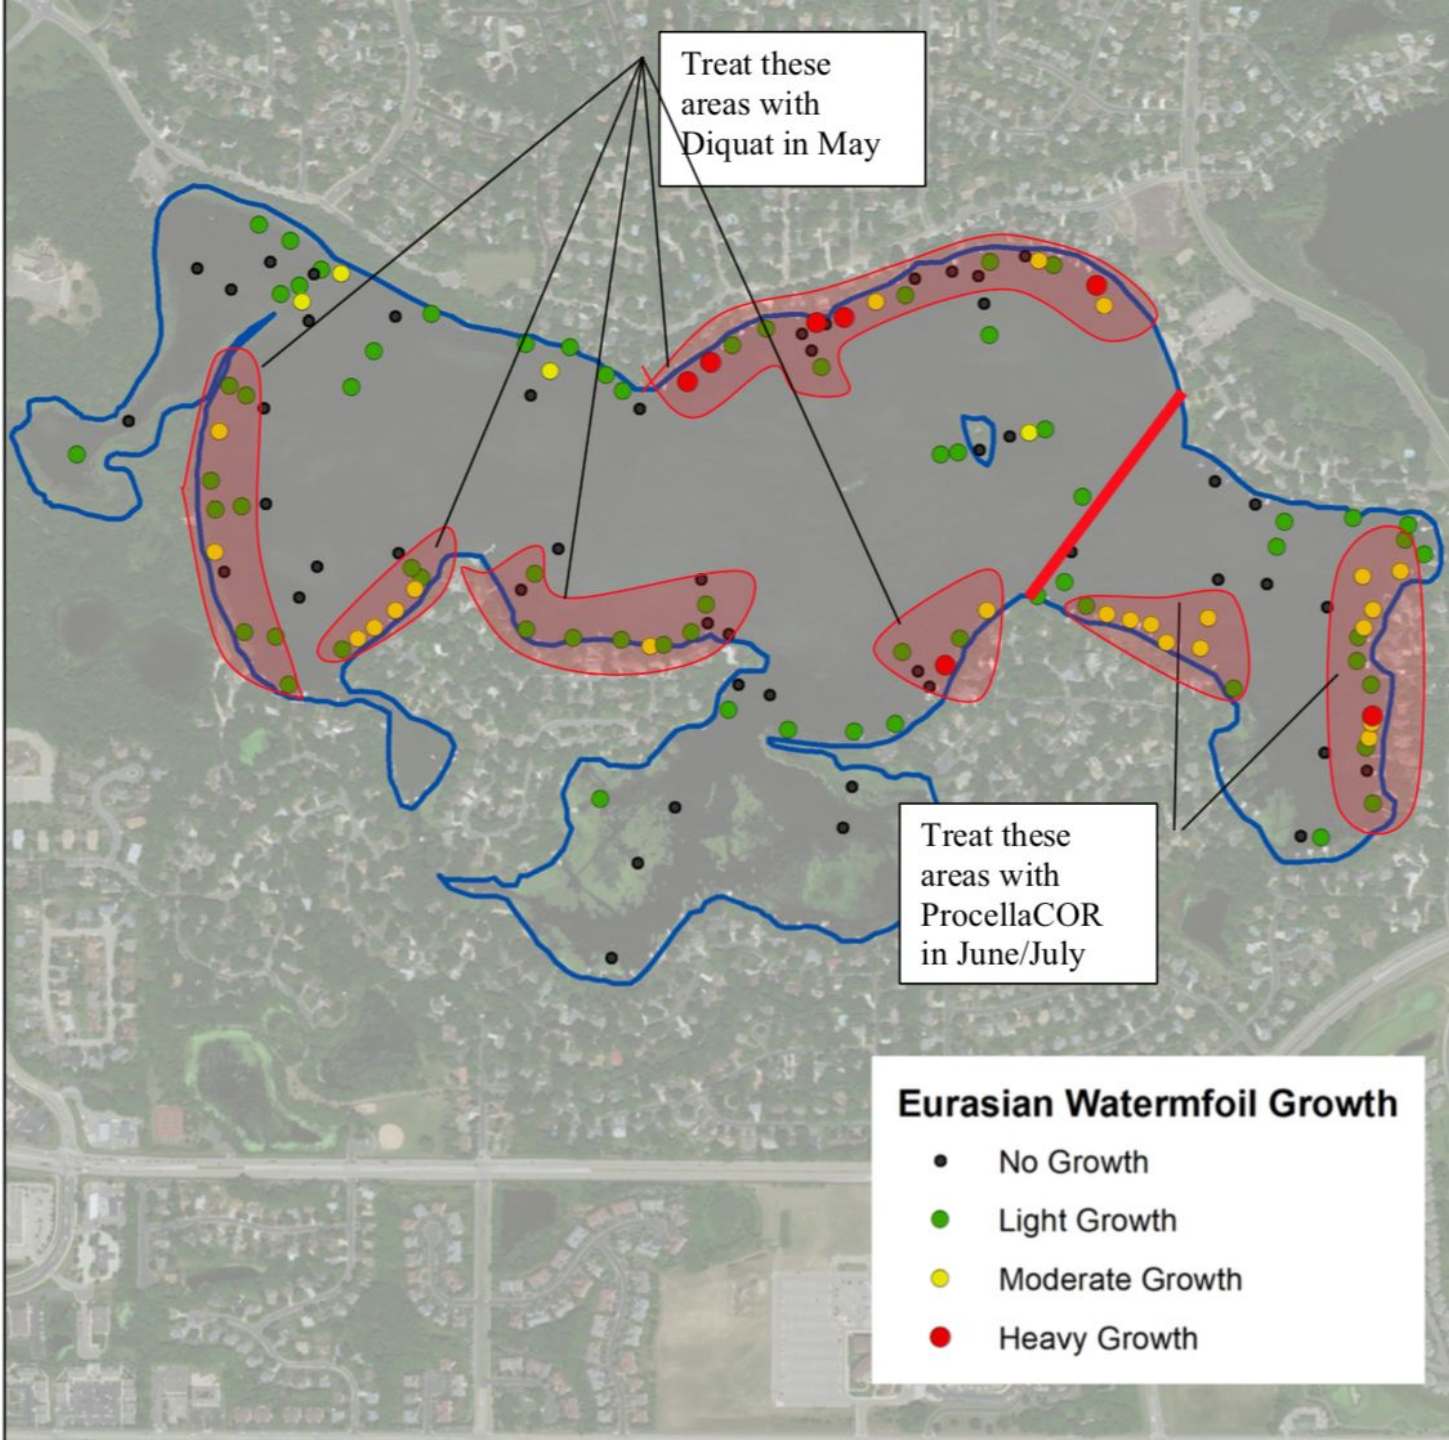 Treat these
areas with
Diquat in May
Treat these
areas with
ProcellaCOR
in June/July
Eurasian Watermfoil Growth
No Growth
Light Growth
Moderate Growth
Heavy Growth